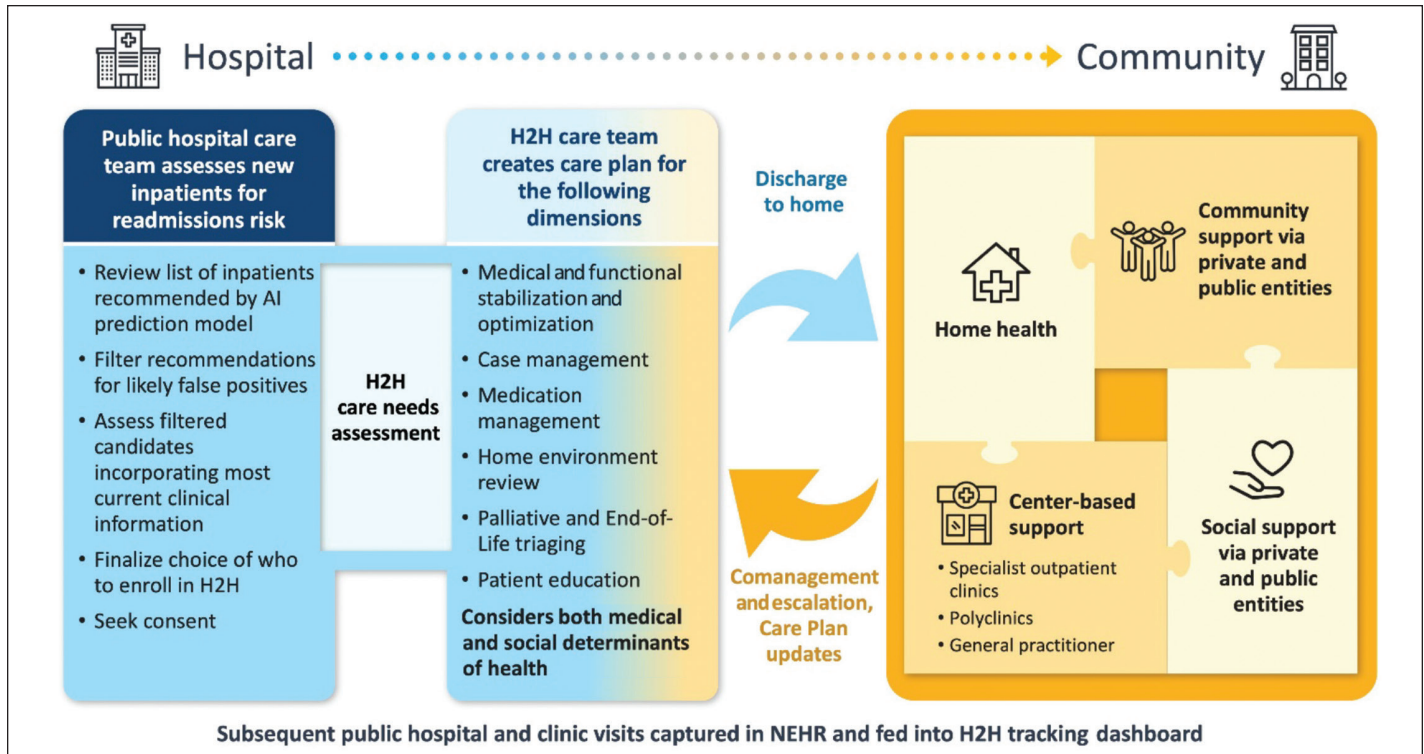 Hospital
Community
Public hospital care
team assesses new
inpatients for
readmissions risk
• Review list of inpatients
recommended by AI
prediction model
• Filter recommendations
for likely false positives
• Assess filtered
candidates
incorporating most
current clinical
information
• Finalize choice of who
to enroll in H2H
• Seek consent
H2H
care needs
assessment
H2H care team
creates care plan for
the following
dimensions
• Medical and functional
stabilization and
optimization
• Case management
• Medication
management
• Home environment
review
• Palliative and End-of-
Life triaging
• Patient education
Considers both medical
and social determinants
of health
Discharge
to home
Comanagement
and escalation,
Care Plan
updates
Home health
Community
support via
private and
public entities
Center-based
support
• Specialist outpatient
clinics
• Polyclinics
• General practitioner
Social support
via private
and public
entities
Subsequent public hospital and clinic visits captured in NEHR and fed into H2H tracking dashboard